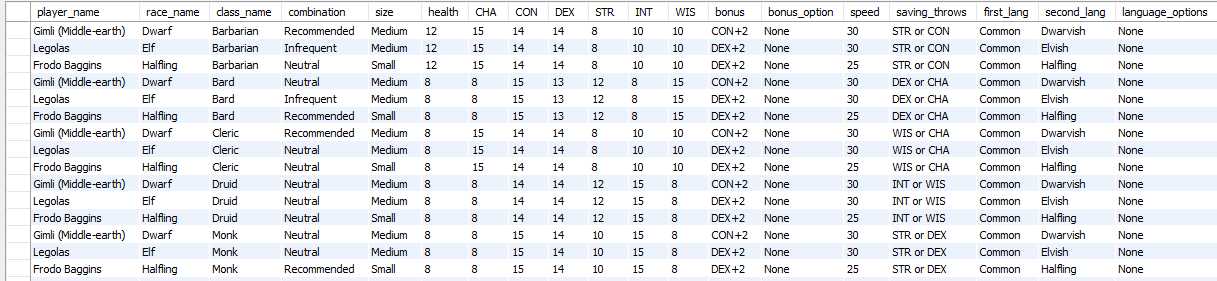 player_name race_name class_name combination size health CHA CON DEX STR INT WIS bonus bonus_option speed saving_throws first_lang second_lang language_options
Gimli (Middle-earth) Dwarf Barbarian Recommended Medium 12 15 14 14 8 10 10 CON+2 None 30 STR or CON Common Dwarvish None
Legolas Elf Barbarian Infrequent Medium 12 15 14 14 8 10 10 DEX+2 None 30 STR or CON Common Elvish None
Frodo Baggins Halfling Barbarian Neutral Small 12 15 14 14 8 10 10 DEX+2 None 25 STR or CON Common Halfling None
Gimli (Middle-earth) Dwarf Bard Neutral Medium 8 8 15 13 12 8 15 CON+2 None 30 DEX or CHA Common Dwarvish None
Legolas Elf Bard Infrequent Medium 8 8 15 13 12 8 15 DEX+2 None 30 DEX or CHA Common Elvish None
Frodo Baggins Halfling Bard Recommended Small 8 8 15 13 12 8 15 DEX+2 None 25 DEX or CHA Common Halfling None
Gimli (Middle-earth) Dwarf Cleric Recommended Medium 8 15 14 14 8 10 10 CON+2 None 30 WIS or CHA Common Dwarvish None
Legolas Elf Cleric Neutral Medium 8 15 14 14 8 10 10 DEX+2 None 30 WIS or CHA Common Elvish None
Frodo Baggins Halfling Cleric Neutral Small 8 15 14 14 8 10 10 DEX+2 None 25 WIS or CHA Common Halfling None
Gimli (Middle-earth) Dwarf Druid Neutral Medium 8 8 14 14 12 15 8 CON+2 None 30 INT or WIS Common Dwarvish None
Legolas Elf Druid Neutral Medium 8 8 14 14 12 15 8 DEX+2 None 30 INT or WIS Common Elvish None
Frodo Baggins Halfling Druid Neutral Small 8 8 14 14 12 15 8 DEX+2 None 25 INT or WIS Common Halfling None
Gimli (Middle-earth) Dwarf Monk Neutral Medium 8 8 15 14 10 15 8 CON+2 None 30 STR or DEX Common Dwarvish None
Legolas Elf Monk Neutral Medium 8 8 15 14 10 15 8 DEX+2 None 30 STR or DEX Common Elvish None
Frodo Baggins Halfling Monk Recommended Small 8 8 15 14 10 15 8 DEX+2 None 25 STR or DEX Common Halfling None